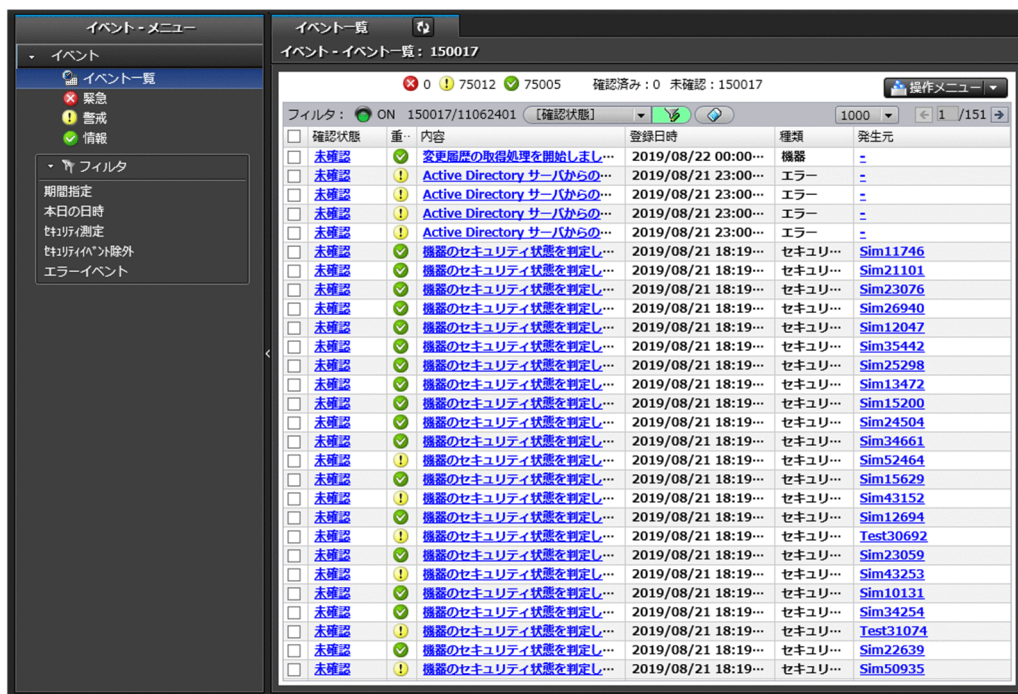 イベント - メニュー
イベント
イベント一覧
緊急
警戒
情報
フィルタ
期間指定
本日の日時
ｾｷｭﾘﾃｨ測定
ｾｷｭﾘﾃｨｲﾍﾞﾝﾄ除外
エラーイベント
イベント一覧
イベント - イベント一覧： 150017
0 75012 75005 確認済み：0 未確認：150017
操作メニュー
フィルタ： ON 150017/11062401 [確認状態] 1000 1 /151
確認状態 重… 内容 登録日時 種類 発生元
未確認 変更履歴の取得処理を開始しまし… 2019/08/22 00:00… 機器 -
未確認 Active Directory サーバからの… 2019/08/21 23:00… エラー -
未確認 Active Directory サーバからの… 2019/08/21 23:00… エラー -
未確認 Active Directory サーバからの… 2019/08/21 23:00… エラー -
未確認 Active Directory サーバからの… 2019/08/21 23:00… エラー -
未確認 機器のセキュリティ状態を判定し… 2019/08/21 18:19… セキュリ… Sim11746
未確認 機器のセキュリティ状態を判定し… 2019/08/21 18:19… セキュリ… Sim21101
未確認 機器のセキュリティ状態を判定し… 2019/08/21 18:19… セキュリ… Sim23076
未確認 機器のセキュリティ状態を判定し… 2019/08/21 18:19… セキュリ… Sim26940
未確認 機器のセキュリティ状態を判定し… 2019/08/21 18:19… セキュリ… Sim12047
未確認 機器のセキュリティ状態を判定し… 2019/08/21 18:19… セキュリ… Sim35442
未確認 機器のセキュリティ状態を判定し… 2019/08/21 18:19… セキュリ… Sim25298
未確認 機器のセキュリティ状態を判定し… 2019/08/21 18:19… セキュリ… Sim13472
未確認 機器のセキュリティ状態を判定し… 2019/08/21 18:19… セキュリ… Sim15200
未確認 機器のセキュリティ状態を判定し… 2019/08/21 18:19… セキュリ… Sim24504
未確認 機器のセキュリティ状態を判定し… 2019/08/21 18:19… セキュリ… Sim34661
未確認 機器のセキュリティ状態を判定し… 2019/08/21 18:19… セキュリ… Sim52464
未確認 機器のセキュリティ状態を判定し… 2019/08/21 18:19… セキュリ… Sim15629
未確認 機器のセキュリティ状態を判定し… 2019/08/21 18:19… セキュリ… Sim43152
未確認 機器のセキュリティ状態を判定し… 2019/08/21 18:19… セキュリ… Sim12694
未確認 機器のセキュリティ状態を判定し… 2019/08/21 18:19… セキュリ… Test30692
未確認 機器のセキュリティ状態を判定し… 2019/08/21 18:19… セキュリ… Sim23059
未確認 機器のセキュリティ状態を判定し… 2019/08/21 18:19… セキュリ… Sim43253
未確認 機器のセキュリティ状態を判定し… 2019/08/21 18:19… セキュリ… Sim10131
未確認 機器のセキュリティ状態を判定し… 2019/08/21 18:19… セキュリ… Sim34254
未確認 機器のセキュリティ状態を判定し… 2019/08/21 18:19… セキュリ… Test31074
未確認 機器のセキュリティ状態を判定し… 2019/08/21 18:19… セキュリ… Sim22639
未確認 機器のセキュリティ状態を判定し… 2019/08/21 18:19… セキュリ… Sim50935